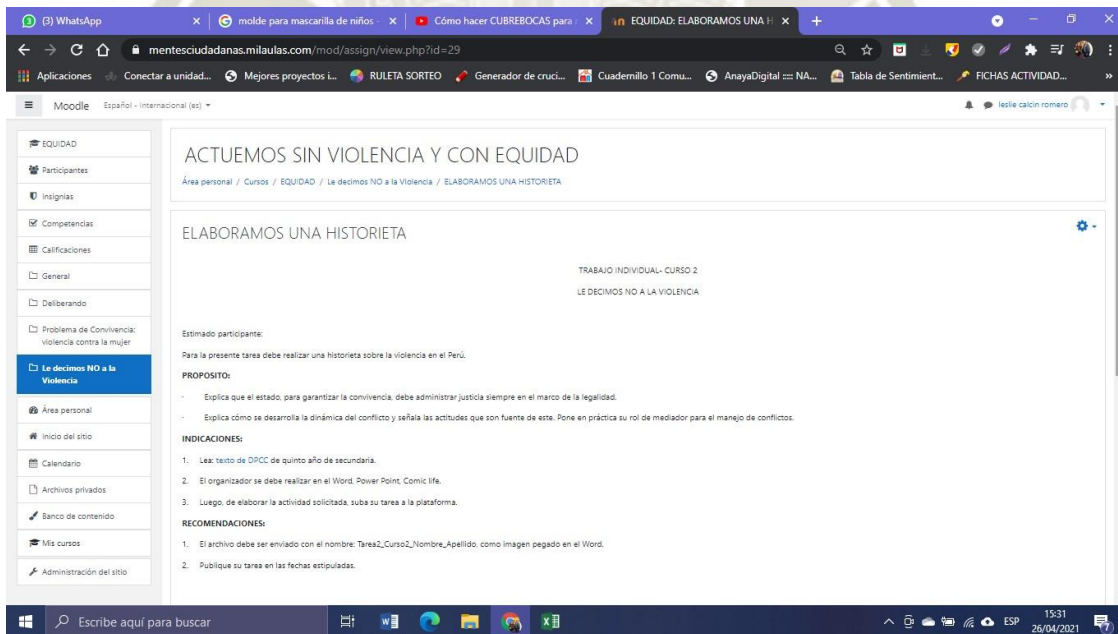 (3) WhatsApp
molde para mascarilla de niños -
Cómo hacer CUBREBOCAS para
EQUIDAD: ELABORAMOS UNA H
mentesciudadanas.milaulas.com/mod/assign/view.php?id=29
Aplicaciones
Conectar a unidad...
Mejores proyectos i...
RULETA SORTEO
Generador de cruci...
Cuadernillo 1 Comu...
AnayaDigital :::: NA...
Tabla de Sentimient...
FICHAS ACTIVIDAD...
»
Moodle
Español - Internacional (es)
leslie calcin romero
EQUIDAD
Participantes
Insignias
Competencias
Calificaciones
General
Deliberando
Problema de Convivencia:
violencia contra la mujer
Le decimos NO a la
Violencia
Área personal
Inicio del sitio
Calendario
Archivos privados
Banco de contenido
Mis cursos
Administración del sitio
ACTUEMOS SIN VIOLENCIA Y CON EQUIDAD
Área personal / Cursos / EQUIDAD / Le decimos NO a la Violencia / ELABORAMOS UNA HISTORIETA
ELABORAMOS UNA HISTORIETA
TRABAJO INDIVIDUAL- CURSO 2
LE DECIMOS NO A LA VIOLENCIA
Estimado participante:
Para la presente tarea debe realizar una historieta sobre la violencia en el Perú.
PROPOSITO:
- Explica que el estado, para garantizar la convivencia, debe administrar justicia siempre en el marco de la legalidad.
- Explica cómo se desarrolla la dinámica del conflicto y señala las actitudes que son fuente de este. Pone en práctica su rol de mediador para el manejo de conflictos.
INDICACIONES:
1. Lea: texto de DPCC de quinto año de secundaria.
2. El organizador se debe realizar en el Word, Power Point, Comic life.
3. Luego, de elaborar la actividad solicitada, suba su tarea a la plataforma.
RECOMENDACIONES:
1. El archivo debe ser enviado con el nombre: Tarea2_Curso2_Nombre_Apellido, como imagen pegado en el Word.
2. Publique su tarea en las fechas estipuladas.
Escribe aquí para buscar
ESP
15:31
26/04/2021